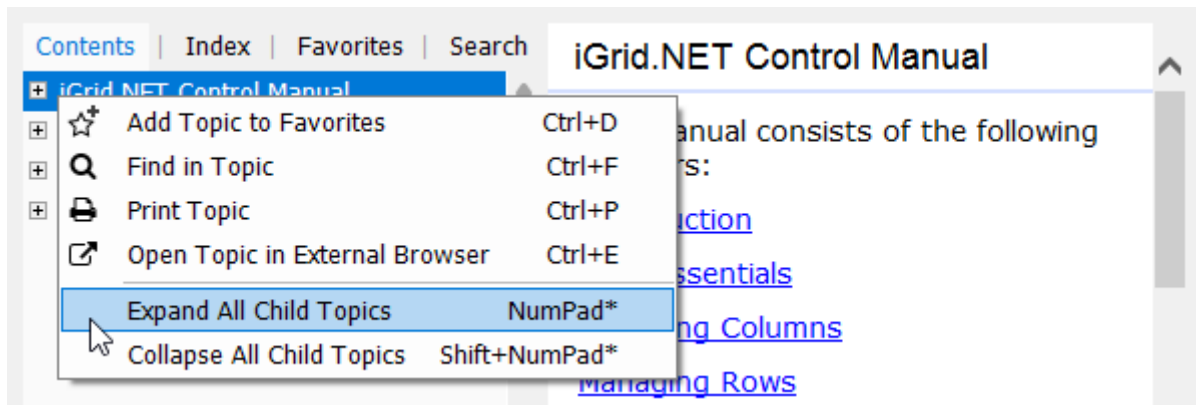 Contents | Index | Favorites | Search
iGrid.NET Control Manual
Add Topic to Favorites Ctrl+D
Find in Topic Ctrl+F
Print Topic Ctrl+P
Open Topic in External Browser Ctrl+E
Expand All Child Topics NumPad*
Collapse All Child Topics Shift+NumPad*
iGrid.NET Control Manual
anual consists of the following
rs:
uction
ssentials
ng Columns
Managing Rows